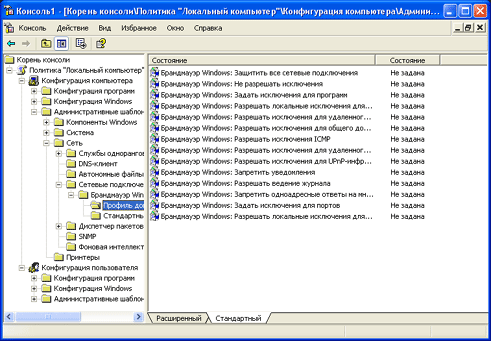 Консоль1 - [Корень консоли\Политика "Локальный компьютер"\Конфигурация компьютера\Админи...
Консоль Действие Вид Избранное Окно Справка
Корень консоли
Политика "Локальный компьютер"
Конфигурация компьютера
Конфигурация програм
Конфигурация Windows
Административные шабло
Компоненты Windows
Система
Сеть
Службы одноранго
DNS-клиент
Автономные файлы
Сетевые подключе
Брандмауэр Win
Профиль до
Стандартны
Диспетчер пакетов
SNMP
Фоновая интеллект
Принтеры
Конфигурация пользователя
Конфигурация програм
Конфигурация Windows
Административные шабло
Состояние Состояние
Брандмауэр Windows: Защитить все сетевые подключения Не задана
Брандмауэр Windows: Не разрешать исключения Не задана
Брандмауэр Windows: Задать исключения для программ Не задана
Брандмауэр Windows: Разрешать локальные исключения для... Не задана
Брандмауэр Windows: Разрешать исключения для удаленног... Не задана
Брандмауэр Windows: Разрешать исключения для общего до... Не задана
Брандмауэр Windows: Разрешать исключения ICMP Не задана
Брандмауэр Windows: Разрешать исключения для удаленног... Не задана
Брандмауэр Windows: Разрешать исключения для UPnP-инфр... Не задана
Брандмауэр Windows: Запретить уведомления Не задана
Брандмауэр Windows: Разрешать ведение журнала Не задана
Брандмауэр Windows: Запретить одноадресные ответы на мн... Не задана
Брандмауэр Windows: Задать исключения для портов Не задана
Брандмауэр Windows: Разрешать локальные исключения для... Не задана
Расширенный Стандартный